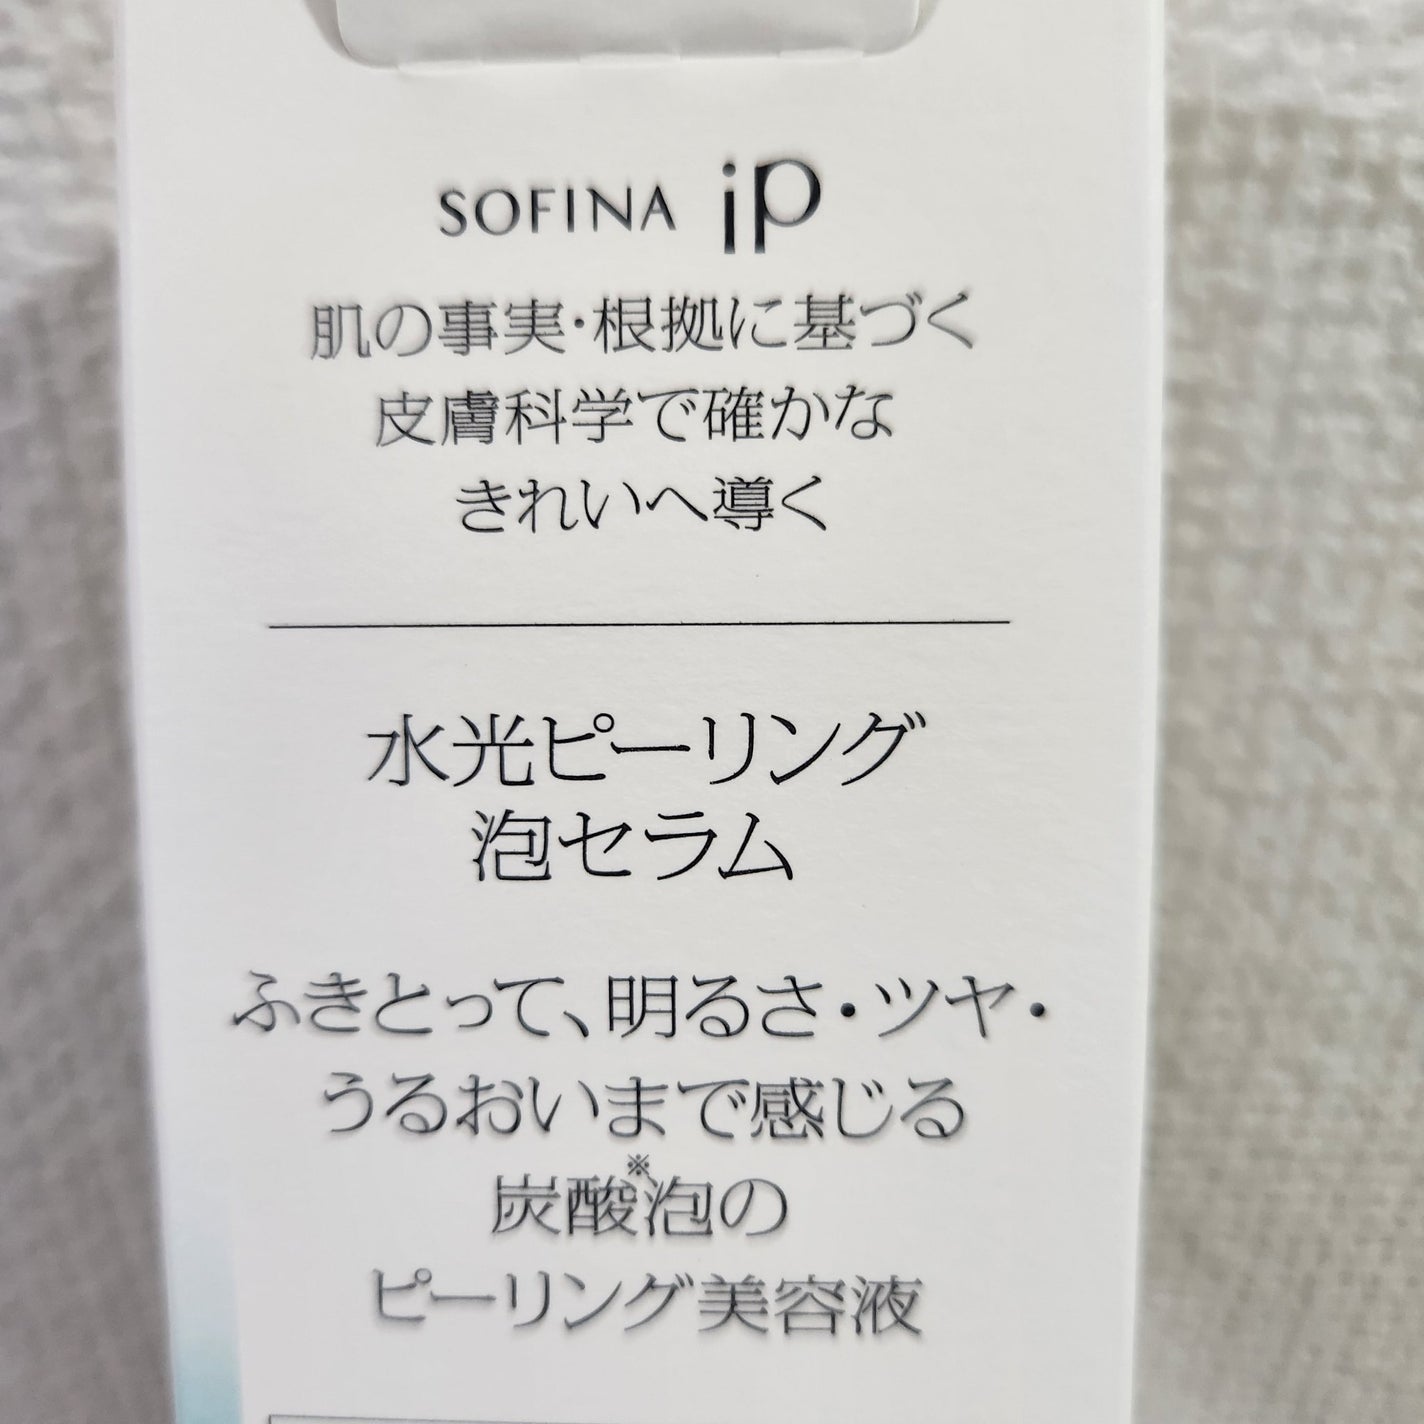 SOFINA iP
肌の事実・根拠に基づく
皮膚科学で確かな
きれいへ導く
水光ピーリング
泡セラム
ふきとって、明るさ・ツヤ・
うるおいまで感じる
炭酸※泡の
ピーリング美容液